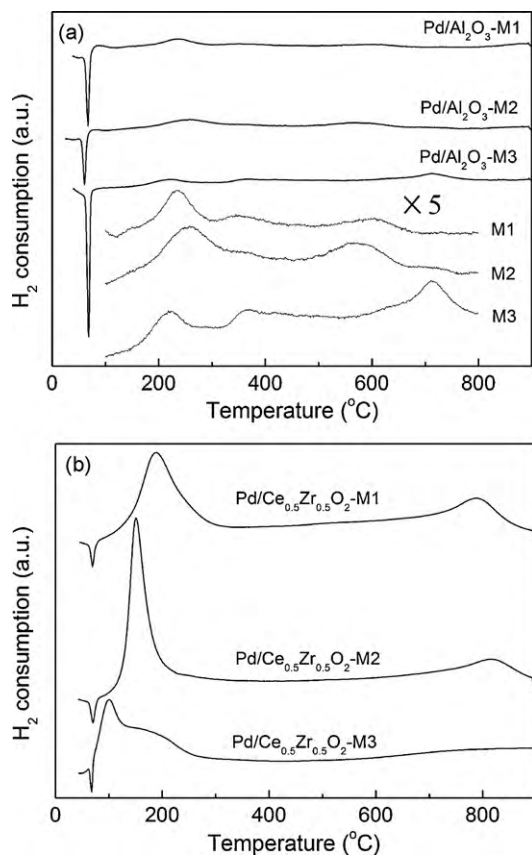 (a)
Pd/Al₂O₃-M1
Pd/Al₂O₃-M2
Pd/Al₂O₃-M3
×5
M1
M2
M3
H₂ consumption (a.u.)
0 200 400 600 800
Temperature (°C)
(b)
Pd/Ce₀.₅Zr₀.₅O₂-M1
Pd/Ce₀.₅Zr₀.₅O₂-M2
Pd/Ce₀.₅Zr₀.₅O₂-M3
H₂ consumption (a.u.)
0 200 400 600 800
Temperature (°C)